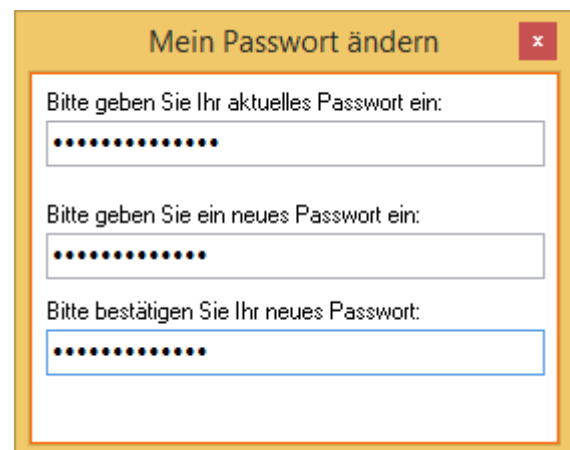 Mein Passwort ändern
x
Bitte geben Sie Ihr aktuelles Passwort ein:
••••••••••••••
Bitte geben Sie ein neues Passwort ein:
•••••••••••••
Bitte bestätigen Sie Ihr neues Passwort:
•••••••••••••